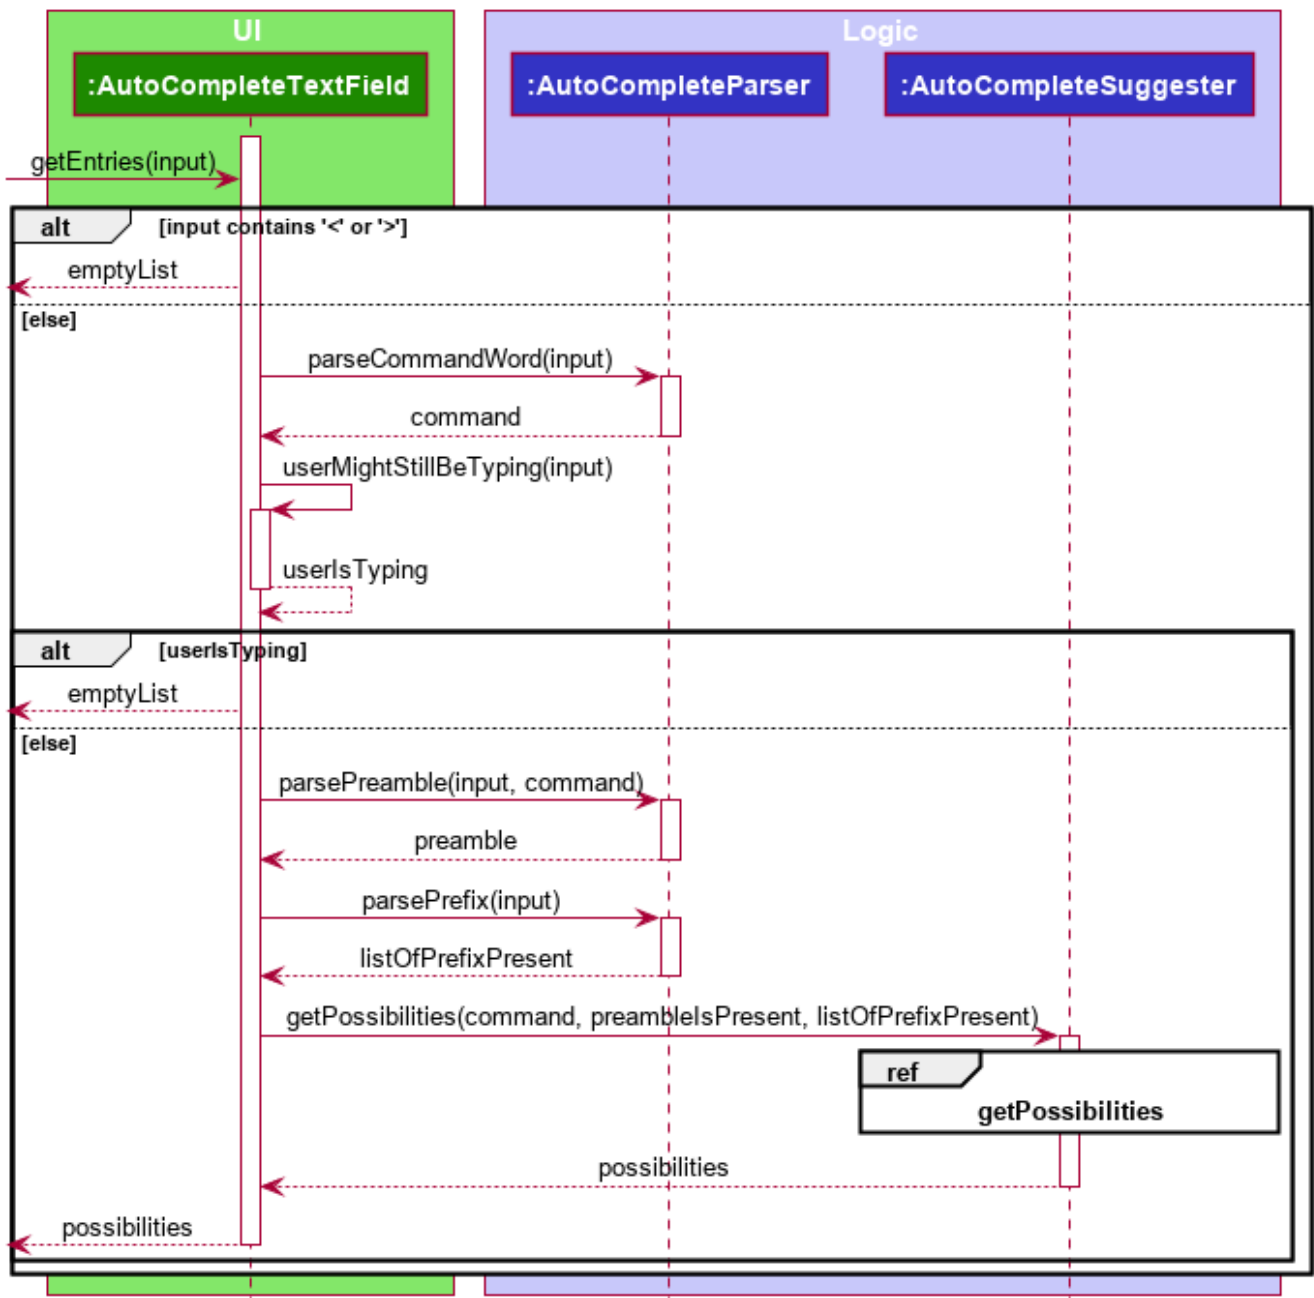 UI
Logic
:AutoCompleteTextField
:AutoCompleteParser
:AutoCompleteSuggester
getEntries(input)
alt
[input contains '<' or '>']
emptyList
[else]
parseCommandWord(input)
command
userMightStillBeTyping(input)
userIsTyping
alt
[userIsTyping]
emptyList
[else]
parsePreamble(input, command)
preamble
parsePrefix(input)
listOfPrefixPresent
getPossibilities(command, preambleIsPresent, listOfPrefixPresent)
ref
getPossibilities
possibilities
possibilities